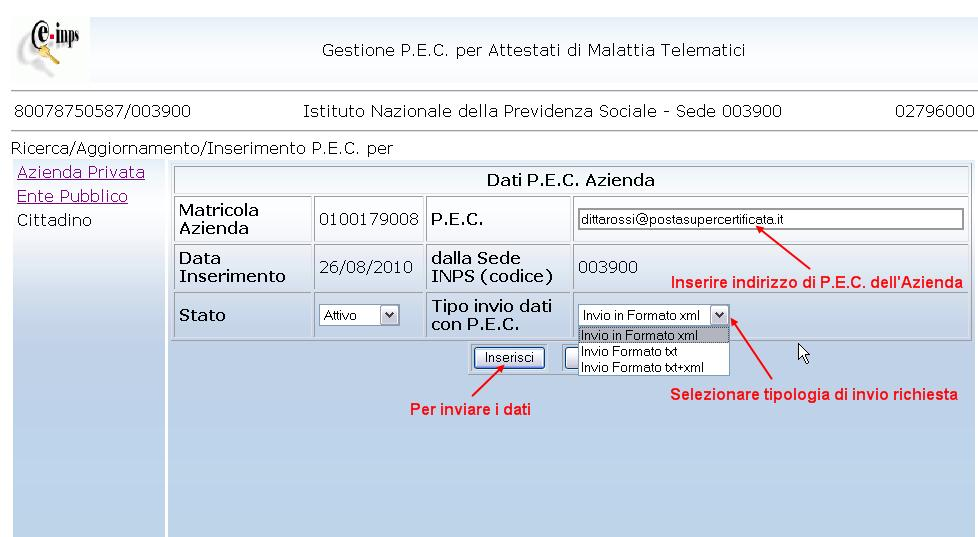 e-inps
Gestione P.E.C. per Attestati di Malattia Telematici
80078750587/003900 Istituto Nazionale della Previdenza Sociale - Sede 003900 02796000
Ricerca/Aggiornamento/Inserimento P.E.C. per
Azienda Privata
Ente Pubblico
Cittadino
Dati P.E.C. Azienda
Matricola Azienda 0100179008 P.E.C. dittarossi@postasupercertificata.it
Data Inserimento 26/08/2010 dalla Sede INPS (codice) 003900
Inserire indirizzo di P.E.C. dell'Azienda
Stato Attivo Tipo invio dati con P.E.C. Invio in Formato xml
Invio in Formato xml
Invio Formato txt
Invio Formato txt+xml
Inserisci
Selezionare tipologia di invio richiesta
Per inviare i dati